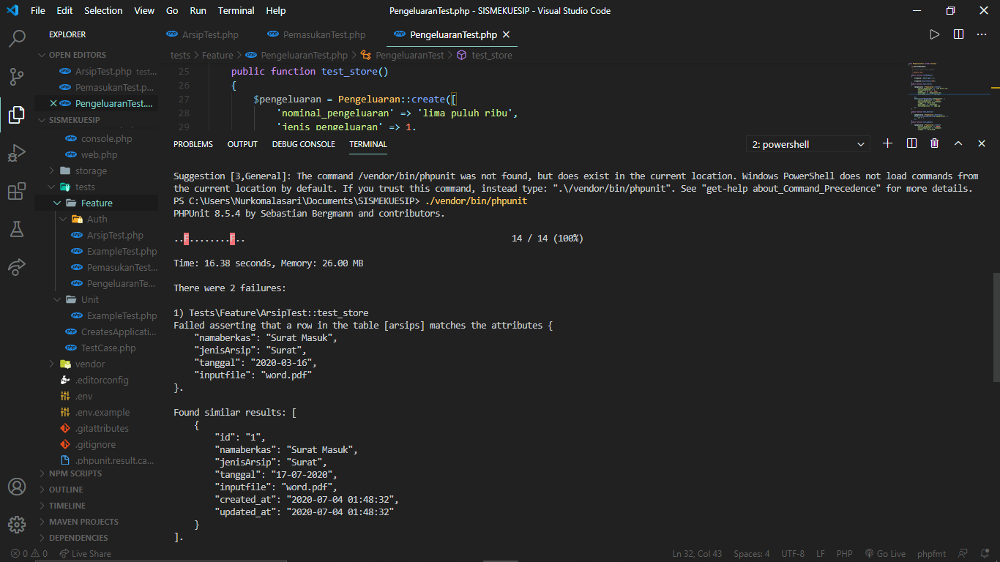 File Edit Selection View Go Run Terminal Help
PengeluaranTest.php - SISMEKUESIP - Visual Studio Code
EXPLORER
OPEN EDITORS
ArsipTest.php test...
PemasukanTest.p...
PengeluaranTest....
SISMEKUESIP
console.php
web.php
storage
tests
Feature
Auth
ArsipTest.php
ExampleTest.php
PemasukanTest...
PengeluaranTe...
Unit
ExampleTest.php
CreatesApplicati...
TestCase.php
vendor
.editorconfig
.env
.env.example
.gitattributes
.gitignore
.phpunit.result.ca...
NPM SCRIPTS
OUTLINE
TIMELINE
MAVEN PROJECTS
DEPENDENCIES
ArsipTest.php PemasukanTest.php PengeluaranTest.php
tests > Feature > PengeluaranTest.php > PengeluaranTest > test_store
25 public function test_store()
26 {
27 $pengeluaran = Pengeluaran::create([
28 'nominal_pengeluaran' => 'lima puluh ribu',
29 'jenis_pengeluaran' => 1,
PROBLEMS OUTPUT DEBUG CONSOLE TERMINAL 2: powershell
Suggestion [3,General]: The command /vendor/bin/phpunit was not found, but does exist in the current location. Windows PowerShell does not load commands from
the current location by default. If you trust this command, instead type: ".\/vendor/bin/phpunit". See "get-help about_Command_Precedence" for more details.
PS C:\Users\Nurkomalasari\Documents\SISMEKUESIP> ./vendor/bin/phpunit
PHPUnit 8.5.4 by Sebastian Bergmann and contributors.
..F........F.. 14 / 14 (100%)
Time: 16.38 seconds, Memory: 26.00 MB
There were 2 failures:
1) Tests\Feature\ArsipTest::test_store
Failed asserting that a row in the table [arsips] matches the attributes {
"namaberkas": "Surat Masuk",
"jenisArsip": "Surat",
"tanggal": "2020-03-16",
"inputfile": "word.pdf"
}.
Found similar results: [
{
"id": "1",
"namaberkas": "Surat Masuk",
"jenisArsip": "Surat",
"tanggal": "17-07-2020",
"inputfile": "word.pdf",
"created_at": "2020-07-04 01:48:32",
"updated_at": "2020-07-04 01:48:32"
}
].
0 0 Live Share Ln 32, Col 43 Spaces: 4 UTF-8 LF PHP Go Live phpfmt